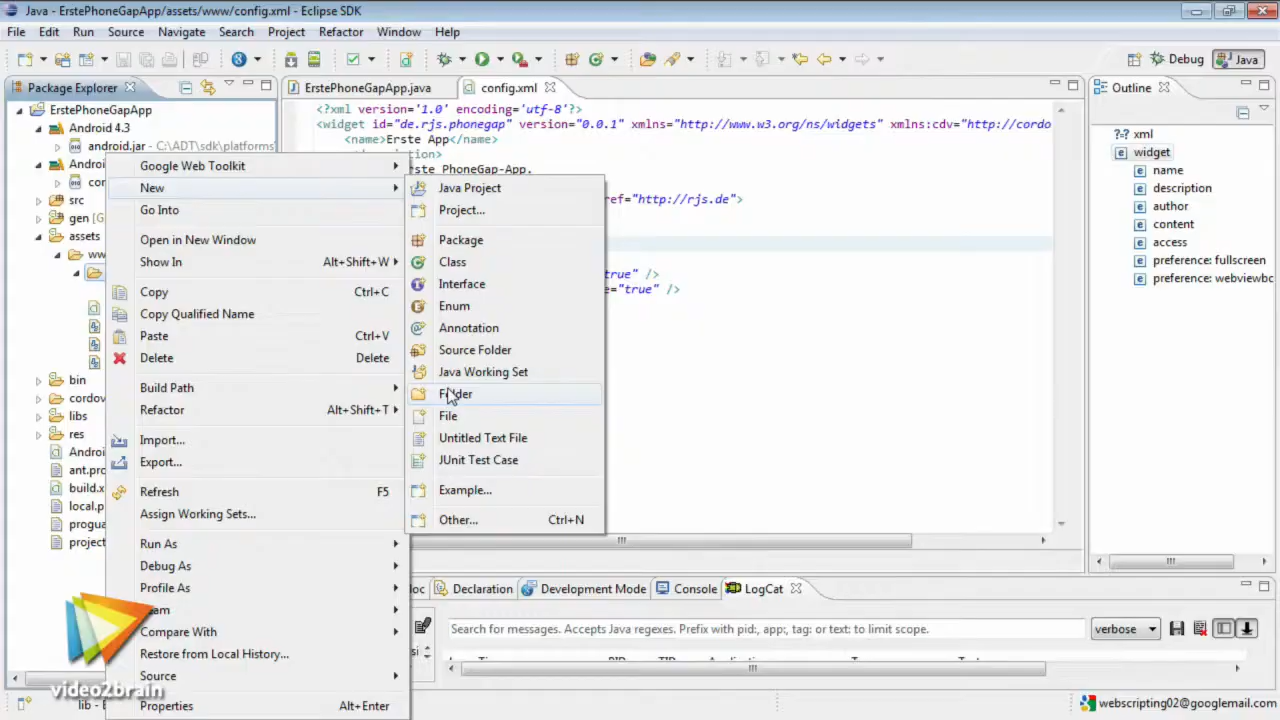 Java - ErstePhoneGapApp/assets/www/config.xml - Eclipse SDK
File Edit Run Source Navigate Search Project Refactor Window Help
Debug Java
Package Explorer
ErstePhoneGapApp
Android 4.3
android.jar - C:\ADT\sdk\platforms
src
gen
assets
bin
libs
res
Google Web Toolkit
New
Go Into
Open in New Window
Show In Alt+Shift+W
Copy Ctrl+C
Copy Qualified Name
Paste Ctrl+V
Delete Delete
Build Path
Refactor Alt+Shift+T
Import...
Export...
Refresh F5
Assign Working Sets...
Run As
Debug As
Profile As
Compare With
Restore from Local History...
Source
Properties Alt+Enter
Java Project
Project...
Package
Class
Interface
Enum
Annotation
Source Folder
Java Working Set
Folder
File
Untitled Text File
JUnit Test Case
Example...
Other... Ctrl+N
ErstePhoneGapApp.java config.xml
<?xml version='1.0' encoding='utf-8'?>
<widget id="de.rjs.phonegap" version="0.0.1" xmlns="http://www.w3.org/ns/widgets" xmlns:cdv="http://cordo
<name>Erste App</name>
PhoneGap-App.
ref="http://rjs.de">
true" />
e="true" />
Outline
?-? xml
widget
name
description
author
content
access
preference: fullscreen
preference: webviewbc
Declaration Development Mode Console LogCat
Search for messages. Accepts Java regexes. Prefix with pid:, app:, tag: or text: to limit scope.
verbose
video2brain
lib -
webscripting02@googlemail.com